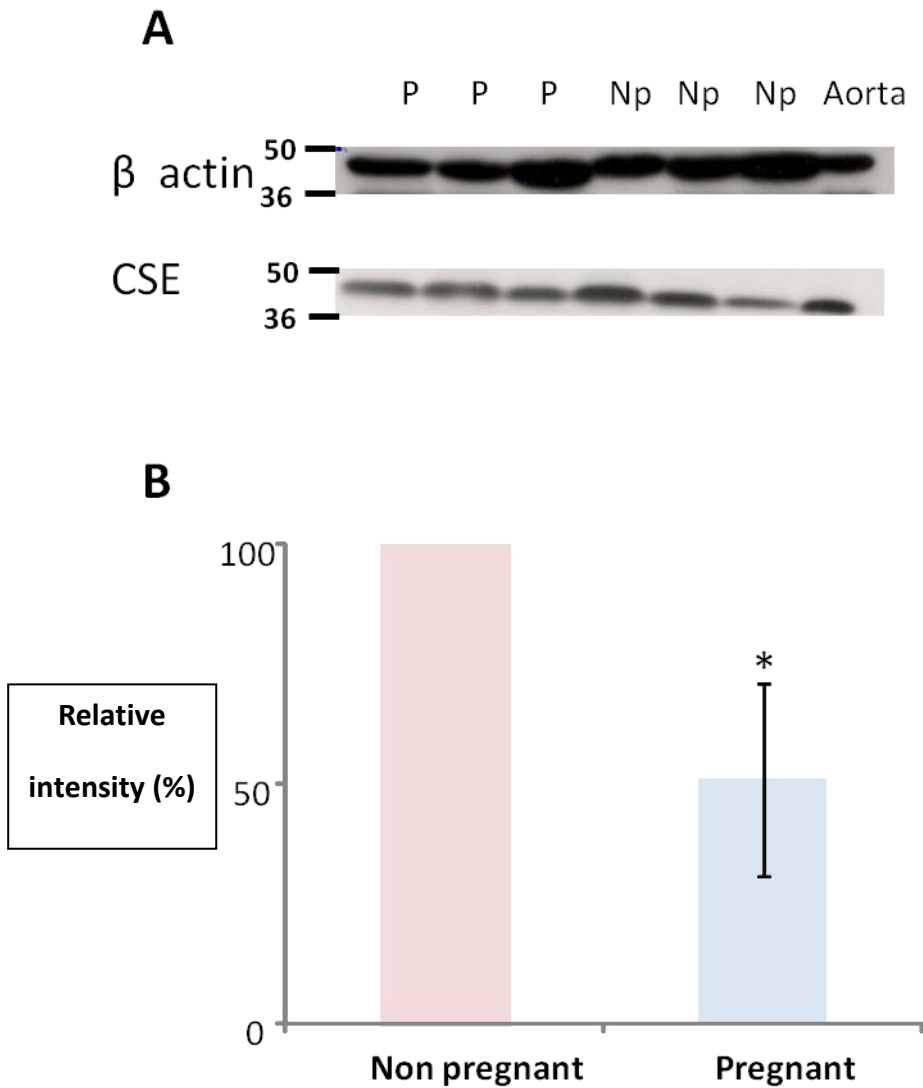 A
P P P Np Np Np Aorta
β actin
50
36
CSE
50
36
B
100
Relative
intensity (%)
50
*
0
Non pregnant Pregnant